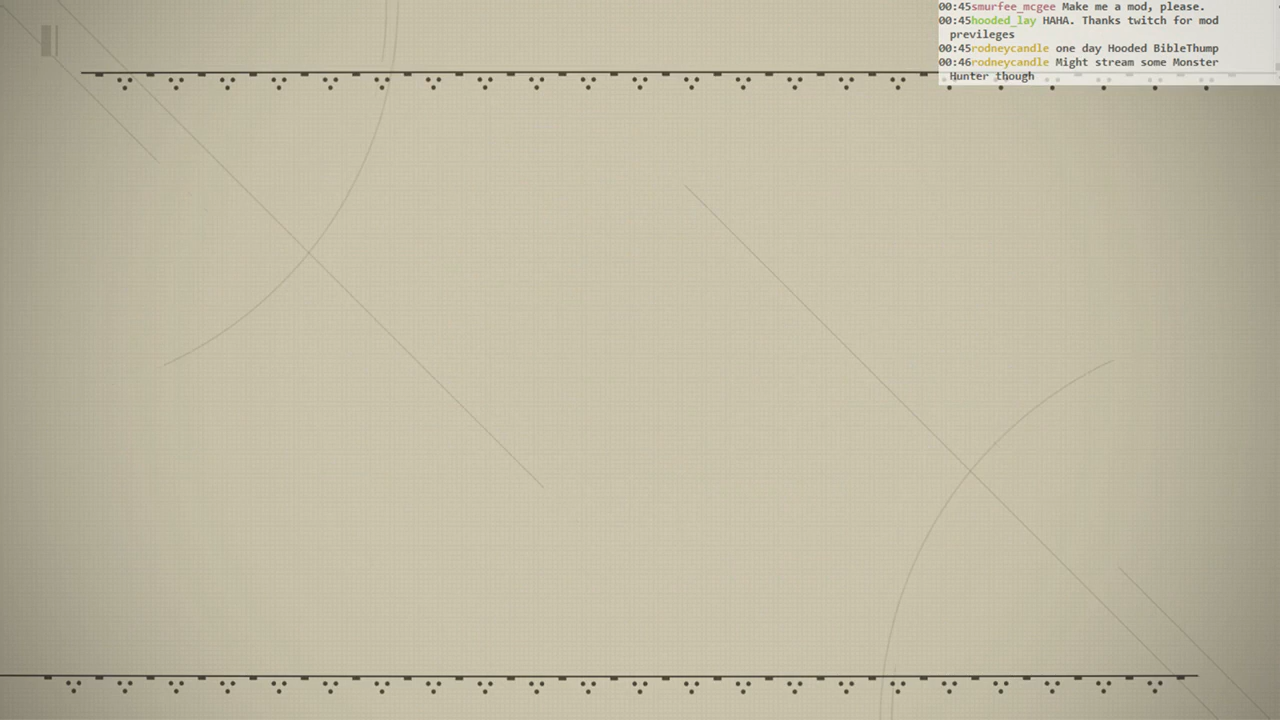 00:45smurfee_mcgee Make me a mod, please.
00:45hooded_lay HAHA. Thanks twitch for mod
previleges
00:45rodneycandle one day Hooded BibleThump
00:46rodneycandle Might stream some Monster
Hunter though